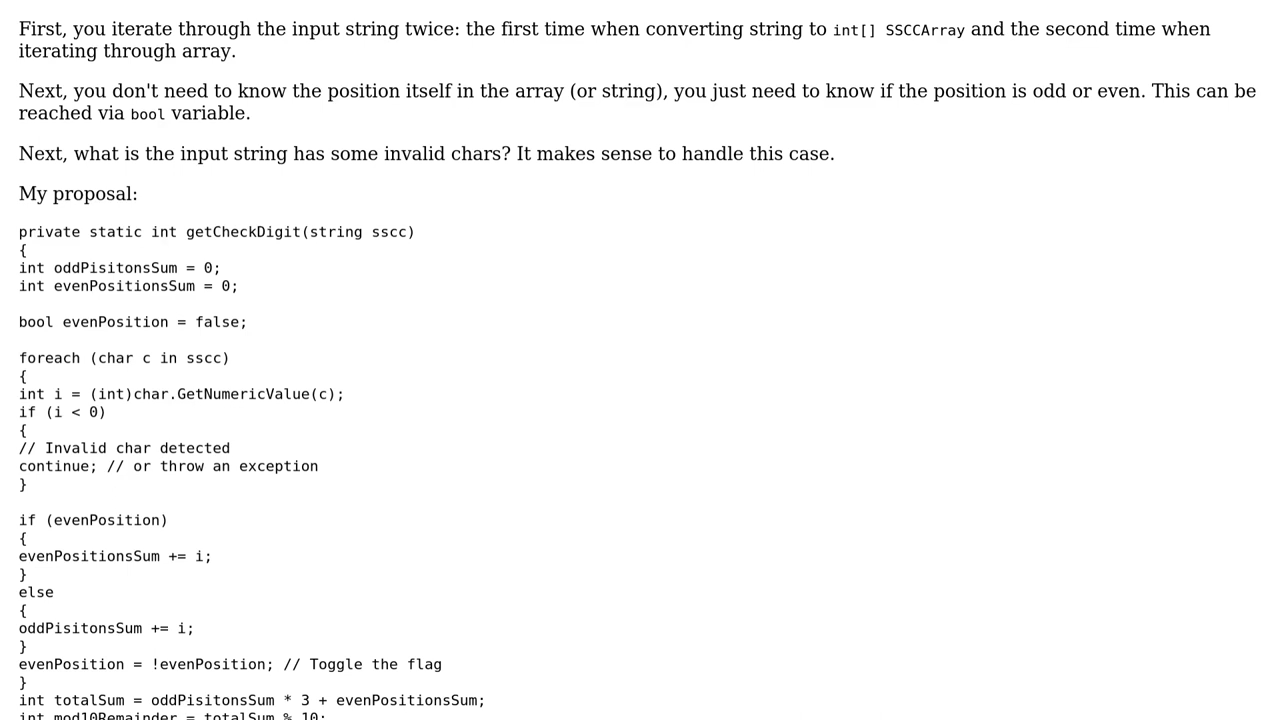 First, you iterate through the input string twice: the first time when converting string to int[] SSCCArray and the second time when
iterating through array.
Next, you don't need to know the position itself in the array (or string), you just need to know if the position is odd or even. This can be
reached via bool variable.
Next, what is the input string has some invalid chars? It makes sense to handle this case.
My proposal:
private static int getCheckDigit(string sscc)
{
int oddPisitonsSum = 0;
int evenPositionsSum = 0;
bool evenPosition = false;
foreach (char c in sscc)
{
int i = (int)char.GetNumericValue(c);
if (i < 0)
{
// Invalid char detected
continue; // or throw an exception
}
if (evenPosition)
{
evenPositionsSum += i;
}
else
{
oddPisitonsSum += i;
}
evenPosition = !evenPosition; // Toggle the flag
}
int totalSum = oddPisitonsSum * 3 + evenPositionsSum;
int mod10Remainder = totalSum % 10;